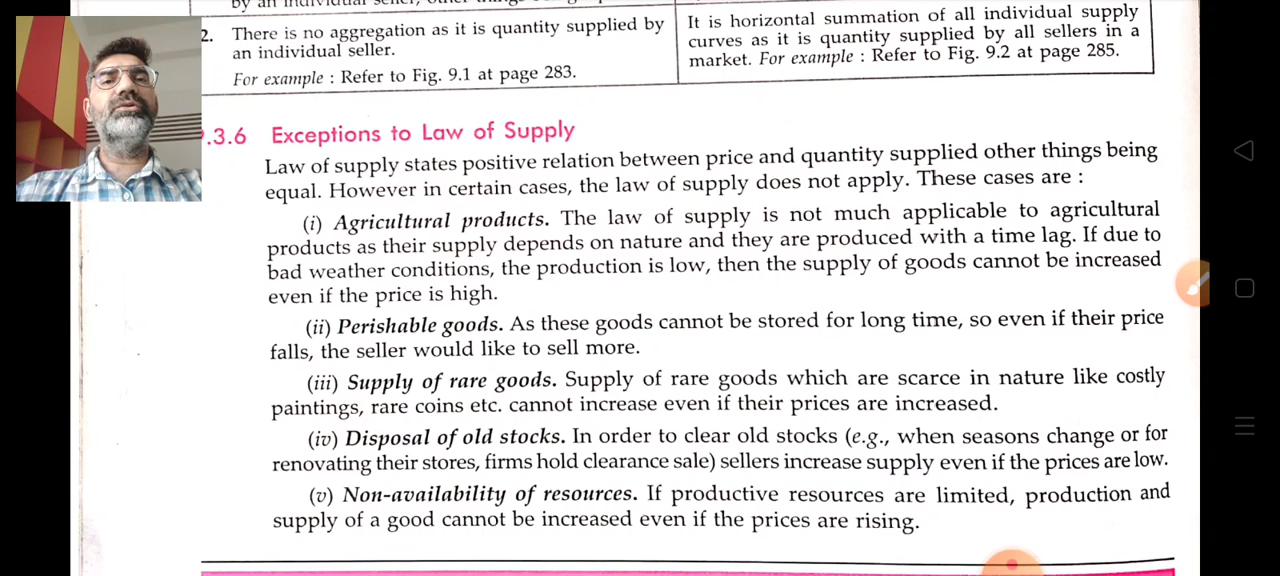 by an individual seller, other things being
2. There is no aggregation as it is quantity supplied by
an individual seller.
For example : Refer to Fig. 9.1 at page 283.
It is horizontal summation of all individual supply
curves as it is quantity supplied by all sellers in a
market. For example : Refer to Fig. 9.2 at page 285.
.3.6 Exceptions to Law of Supply
Law of supply states positive relation between price and quantity supplied other things being
equal. However in certain cases, the law of supply does not apply. These cases are :
(i) Agricultural products. The law of supply is not much applicable to agricultural
products as their supply depends on nature and they are produced with a time lag. If due to
bad weather conditions, the production is low, then the supply of goods cannot be increased
even if the price is high.
(ii) Perishable goods. As these goods cannot be stored for long time, so even if their price
falls, the seller would like to sell more.
(iii) Supply of rare goods. Supply of rare goods which are scarce in nature like costly
paintings, rare coins etc. cannot increase even if their prices are increased.
(iv) Disposal of old stocks. In order to clear old stocks (e.g., when seasons change or for
renovating their stores, firms hold clearance sale) sellers increase supply even if the prices are low.
(v) Non-availability of resources. If productive resources are limited, production and
supply of a good cannot be increased even if the prices are rising.